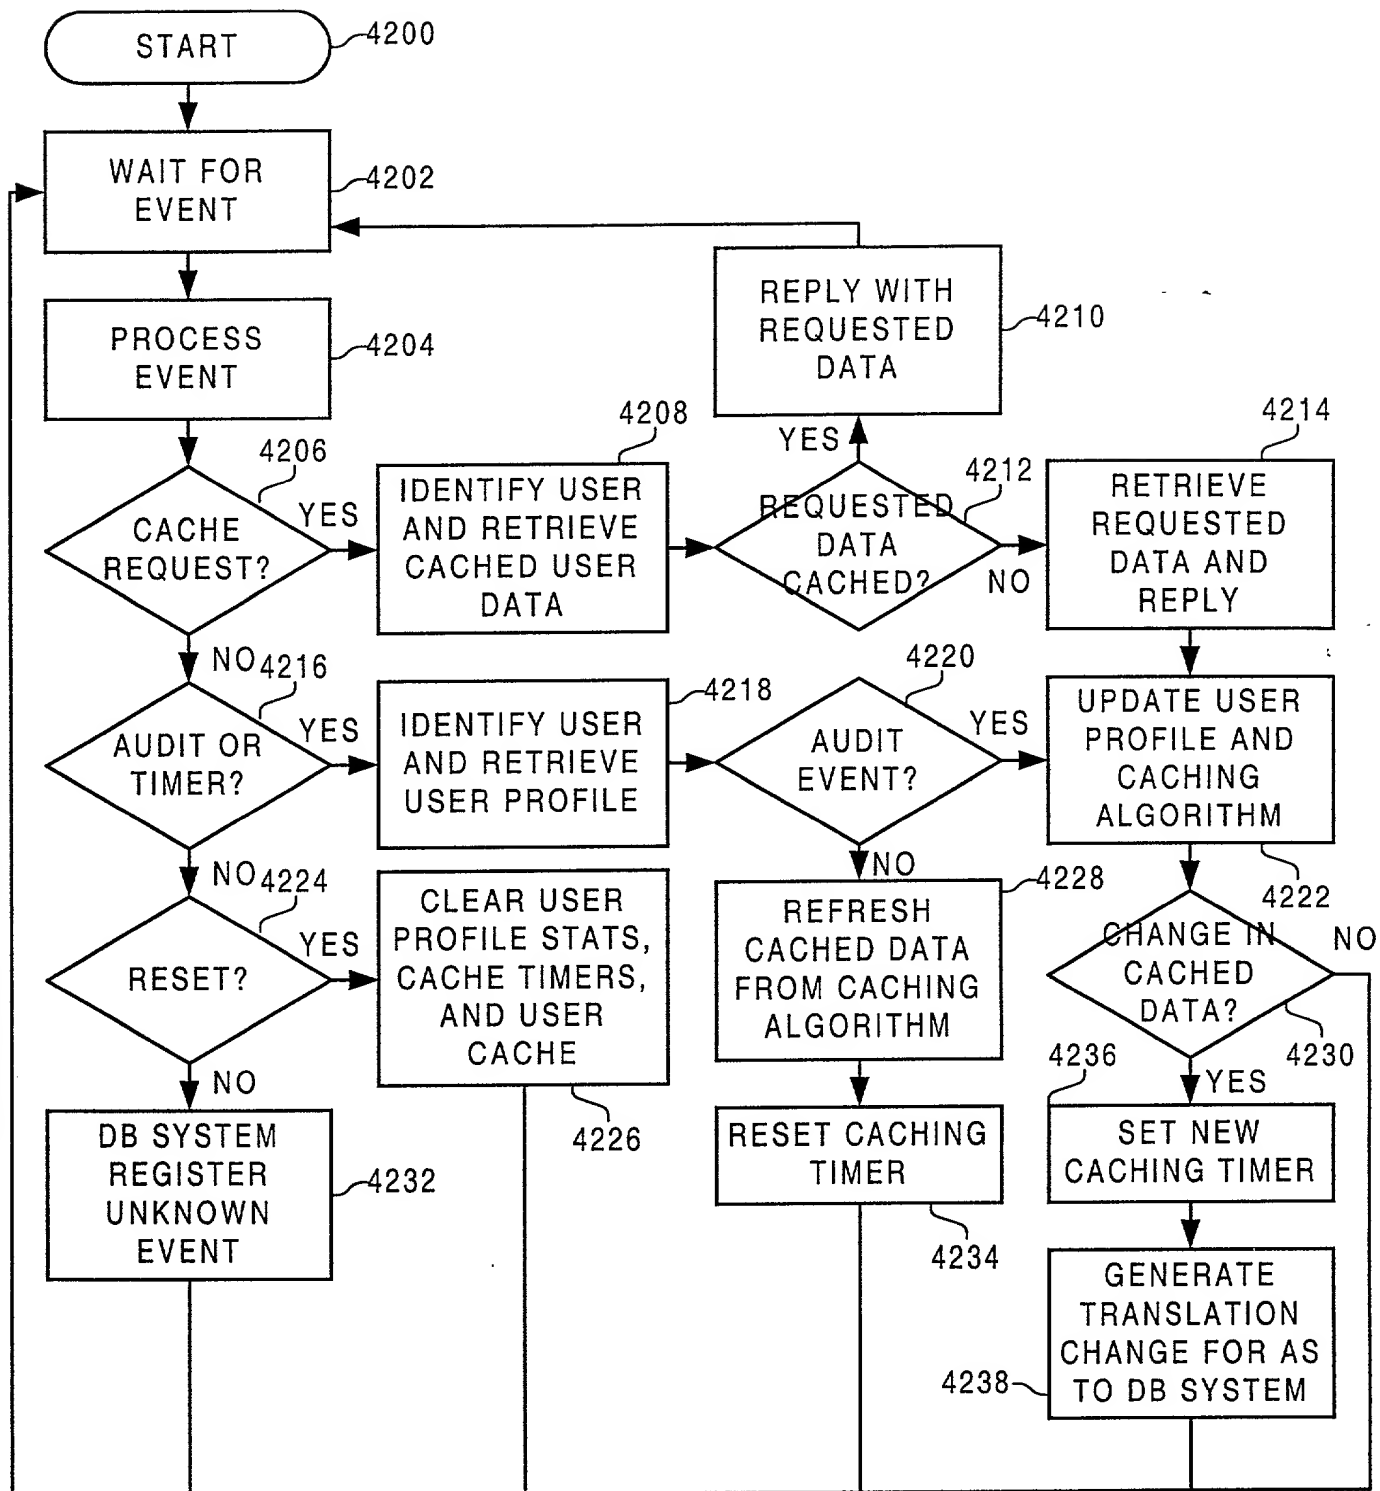 START
4200
WAIT FOR
EVENT
4202
PROCESS
EVENT
4204
REPLY WITH
REQUESTED
DATA
4210
CACHE
REQUEST?
4206
YES
IDENTIFY USER
AND RETRIEVE
CACHED USER
DATA
4208
REQUESTED
DATA
CACHED?
4212
YES
NO
RETRIEVE
REQUESTED
DATA AND
REPLY
4214
NO
AUDIT OR
TIMER?
4216
YES
IDENTIFY USER
AND RETRIEVE
USER PROFILE
4218
AUDIT
EVENT?
4220
YES
UPDATE USER
PROFILE AND
CACHING
ALGORITHM
4222
NO
RESET?
4224
YES
CLEAR USER
PROFILE STATS,
CACHE TIMERS,
AND USER
CACHE
4226
NO
REFRESH
CACHED DATA
FROM CACHING
ALGORITHM
4228
CHANGE IN
CACHED
DATA?
NO
4230
NO
DB SYSTEM
REGISTER
UNKNOWN
EVENT
4232
RESET CACHING
TIMER
4234
YES
4236
SET NEW
CACHING TIMER
GENERATE
TRANSLATION
CHANGE FOR AS
TO DB SYSTEM
4238